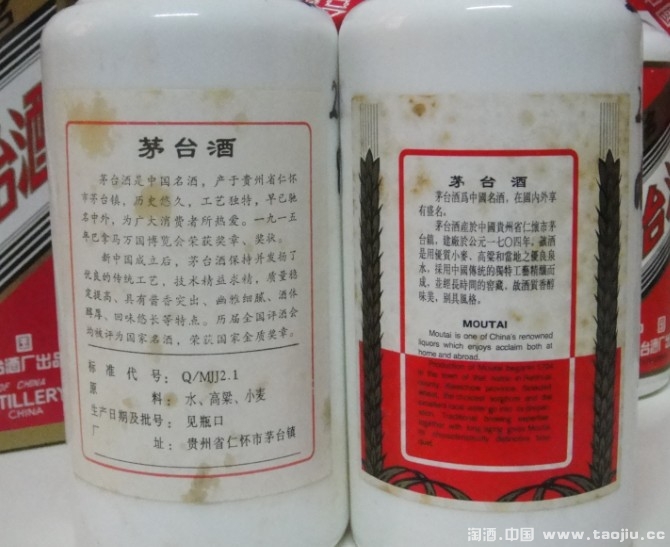 茅台酒
茅台酒是中国名酒，产于贵州省仁怀
市茅台镇，历史悠久，工艺独特，早已驰
名中外，为广大消费者所热爱。一九一五
年巴拿马万国博览会荣获奖章、奖状。
新中国成立后，茅台酒保持并发扬了
优良的传统工艺，技术精益求精，质量稳
定提高、具有酱香突出、幽雅细腻、酒体
醇厚、回味悠长等特点。历届全国评酒会
均被评为国家名酒，荣获国家金质奖章。
标准代号：Q/MJJ2.1
原料：水、高粱、小麦
生产日期及批号：见瓶口
厂址：贵州省仁怀市茅台镇
茅台酒
茅台酒爲中國名酒，在國内外享
有盛名。
茅台酒產於中國貴州省仁懷市茅
台鎮，建廠於公元一七〇四年，釀酒
是用優質小麥、高粱和當地之優良泉
水，採用中國傳統的獨特工藝精釀而
成，並經長時間的窖藏，故酒質香醇
味美，别具風格。
MOUTAI
Moutai is one of China's renowned
liquors which enjoys acclaim both at
home and abroad.
台酒
酒厂出品
OF CHINA
TILLERY
CHINA
淘酒.中国 www.taojiu.cc